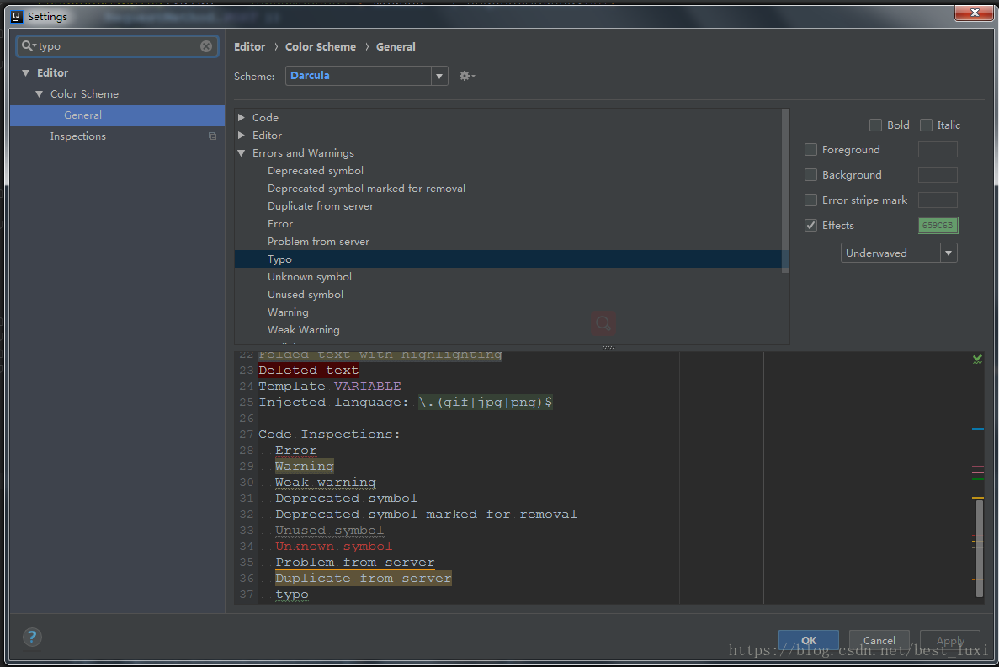 Settings
typo
Editor
Color Scheme
General
Inspections
Editor › Color Scheme › General
Scheme: Darcula
Code
Editor
Errors and Warnings
Deprecated symbol
Deprecated symbol marked for removal
Duplicate from server
Error
Problem from server
Typo
Unknown symbol
Unused symbol
Warning
Weak Warning
Bold Italic
Foreground
Background
Error stripe mark
Effects 659C6B
Underwaved
22 Folded text with highlighting
23 Deleted text
24 Template VARIABLE
25 Injected language: \.(gif|jpg|png)$
26
27 Code Inspections:
28 Error
29 Warning
30 Weak warning
31 Deprecated symbol
32 Deprecated symbol marked for removal
33 Unused symbol
34 Unknown symbol
35 Problem from server
36 Duplicate from server
37 typo
? OK Cancel Apply
https://blog.csdn.net/best_luxi